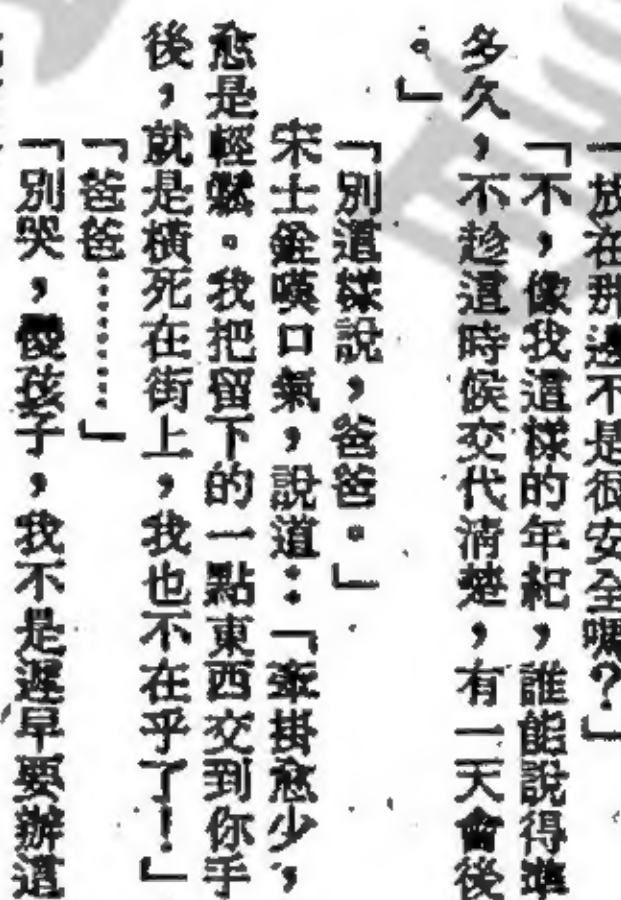 「放在那邊不是很安全嗎?」
「不,像我這樣的年紀,誰能說得準
多久,不趁這時候交代清楚,有一天會後
。」
「別這樣說,爸爸。」
宋士銓嘆口氣,說道:「牽掛愈少,
愈是輕鬆。我把留下的一點東西交到你手
後,就是橫死在街上,我也不在乎了!」
「爸爸………」
「別哭,傻孩子,我不是遲早要辦這